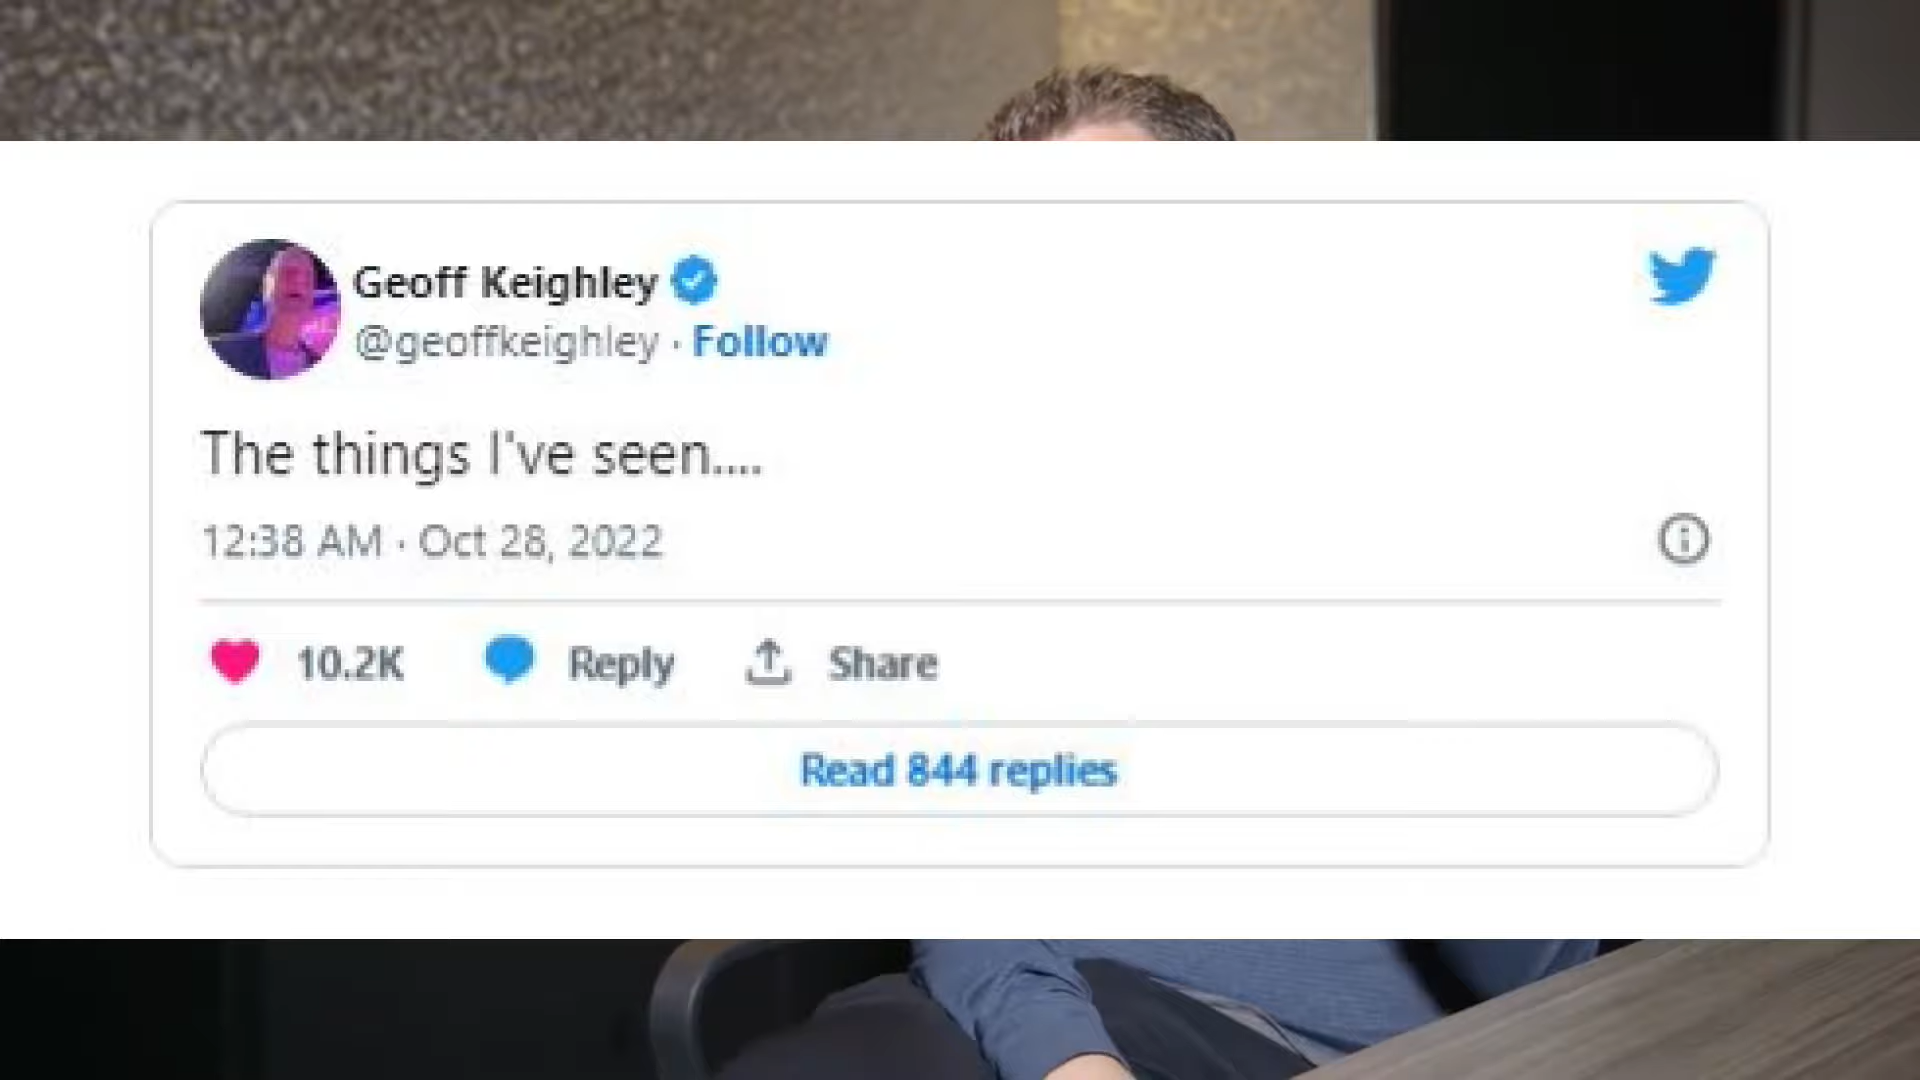 Geoff Keighley
@geoffkeighley · Follow
The things I've seen....
12:38 AM · Oct 28, 2022
10.2K Reply Share
Read 844 replies